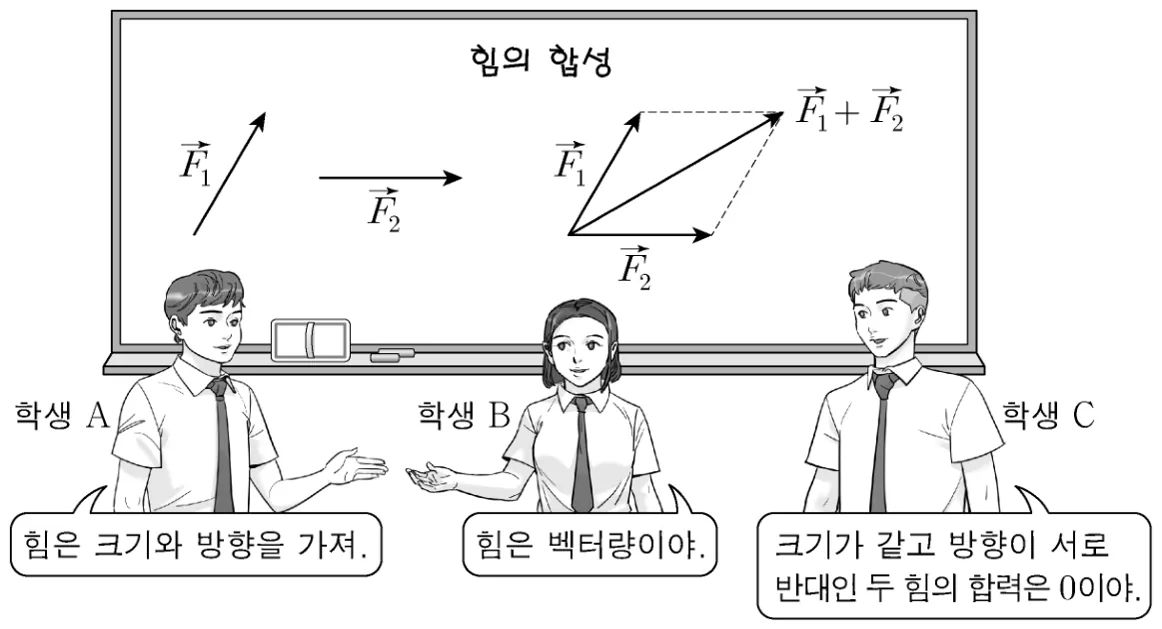 힘의 합성
F₁
F₂
F₁
F₂
F₁ + F₂
학생 A
학생 B
학생 C
힘은 크기와 방향을 가져.
힘은 벡터량이야.
크기가 같고 방향이 서로
반대인 두 힘의 합력은 0이야.